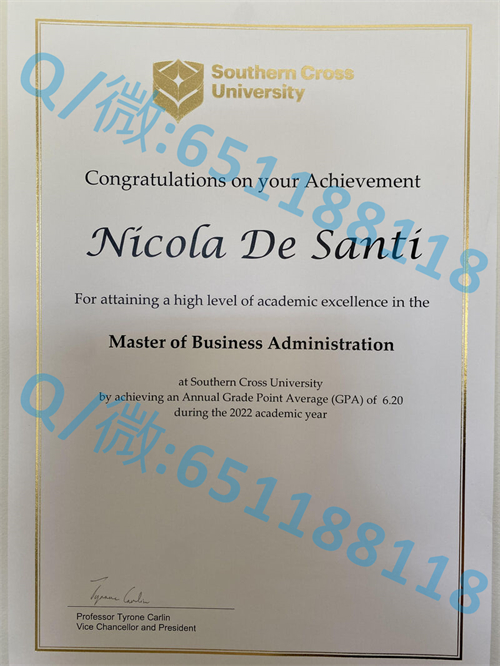 Southern Cross
University
Congratulations on your Achievement
Nicola De Santi
For attaining a high level of academic excellence in the
Master of Business Administration
at Southern Cross University
by achieving an Annual Grade Point Average (GPA) of 6.20
during the 2022 academic year
Tyrone Carlin
Professor Tyrone Carlin
Vice Chancellor and President
Q/微:651188118
Q/微:651188118